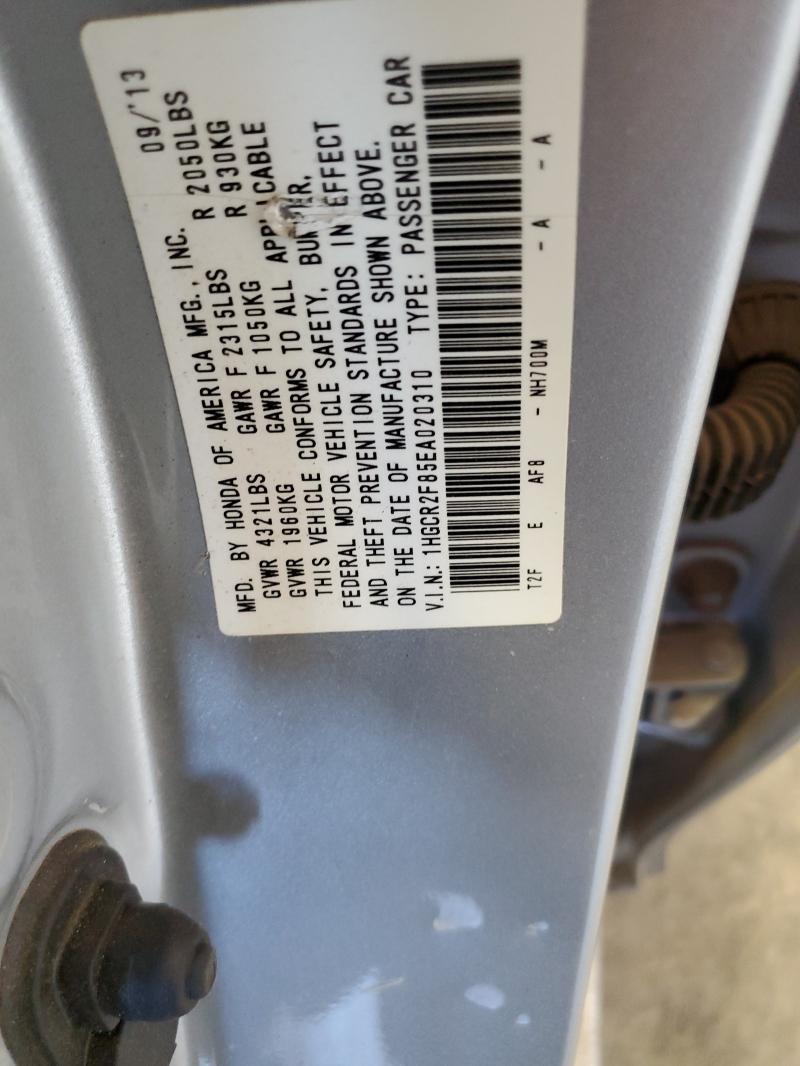 MFD. BY HONDA OF AMERICA MFG., INC. 09/'13
GVWR 4321LBS GAWR F 2315LBS R 2050LBS
GVWR 1960KG GAWR F 1050KG R 930KG
THIS VEHICLE CONFORMS TO ALL APPLICABLE
FEDERAL MOTOR VEHICLE SAFETY, BUMPER,
AND THEFT PREVENTION STANDARDS IN EFFECT
ON THE DATE OF MANUFACTURE SHOWN ABOVE.
V.I.N.: 1HGCR2F85EA020310 TYPE: PASSENGER CAR
T2F E AF8 - NH700M - A - A